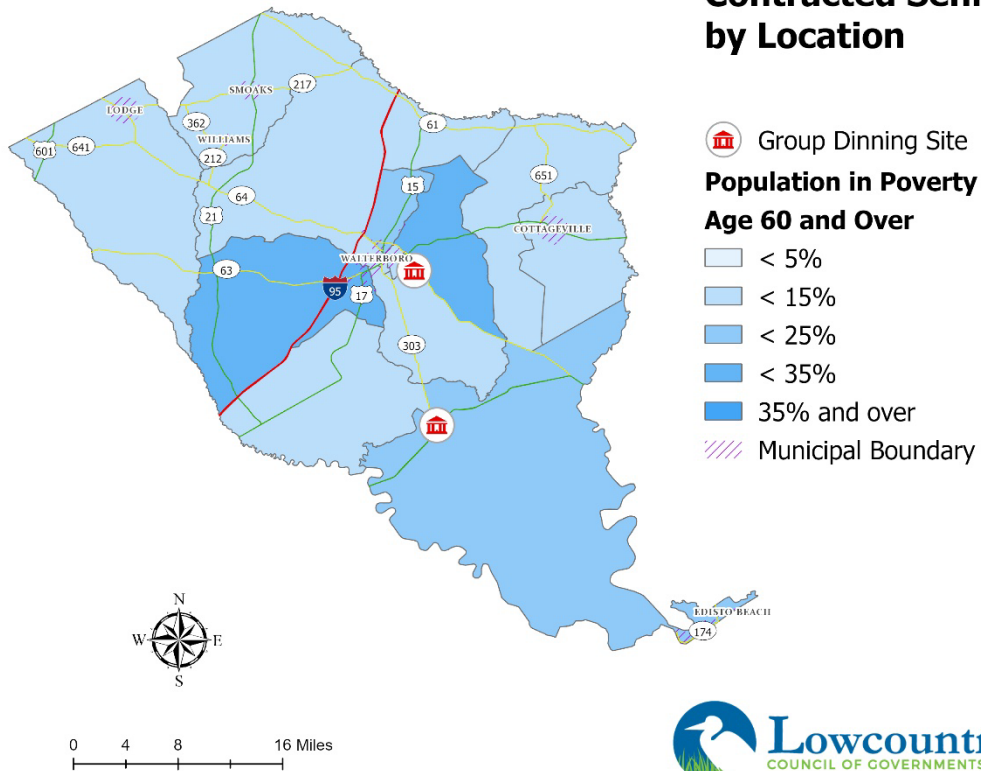 by Location
Group Dinning Site
Population in Poverty
Age 60 and Over
< 5%
< 15%
< 25%
< 35%
35% and over
Municipal Boundary
217
SMOAKS
LODGE
362
61
WILLIAMS
601
641
212
651
15
64
21
COTTAGEVILLE
WALTERBORO
63
95
17
303
EDISTO BEACH
174
N
W
E
S
0 4 8 16 Miles
COUNCIL OF GOVERNMENTS